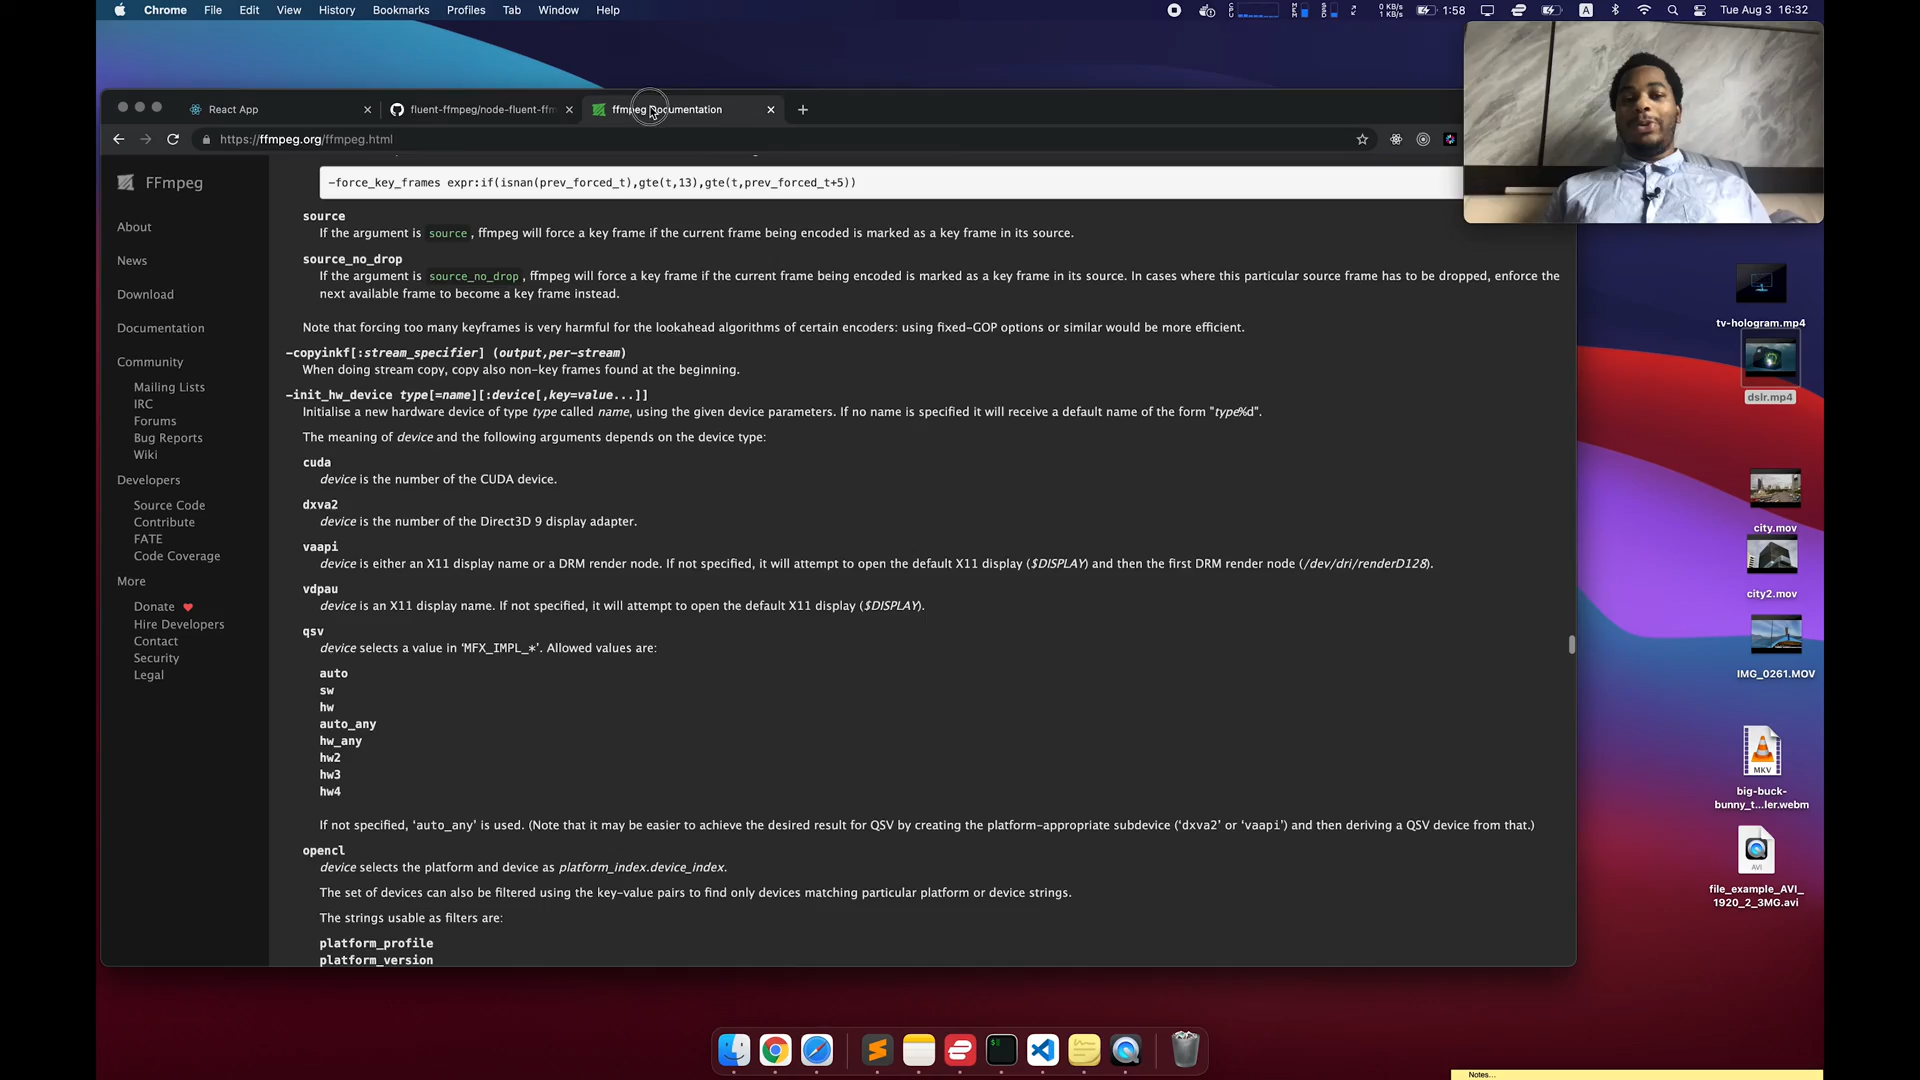 Chrome File Edit View History Bookmarks Profiles Tab Window Help
0 KB/s
1 KB/s
1:58
A
Tue Aug 3 16:32
React App
fluent-ffmpeg/node-fluent-ffm
ffmpeg Documentation
https://ffmpeg.org/ffmpeg.html
FFmpeg
About
News
Download
Documentation
Community
Mailing Lists
IRC
Forums
Bug Reports
Wiki
Developers
Source Code
Contribute
FATE
Code Coverage
More
Donate
Hire Developers
Contact
Security
Legal
-force_key_frames expr:if(isnan(prev_forced_t),gte(t,13),gte(t,prev_forced_t+5))
source
If the argument is source, ffmpeg will force a key frame if the current frame being encoded is marked as a key frame in its source.
source_no_drop
If the argument is source_no_drop, ffmpeg will force a key frame if the current frame being encoded is marked as a key frame in its source. In cases where this particular source frame has to be dropped, enforce the
next available frame to become a key frame instead.
Note that forcing too many keyframes is very harmful for the lookahead algorithms of certain encoders: using fixed-GOP options or similar would be more efficient.
-copyinkf[:stream_specifier] (output,per-stream)
When doing stream copy, copy also non-key frames found at the beginning.
-init_hw_device type[=name][:device[,key=value...]]
Initialise a new hardware device of type type called name, using the given device parameters. If no name is specified it will receive a default name of the form "type%d".
The meaning of device and the following arguments depends on the device type:
cuda
device is the number of the CUDA device.
dxva2
device is the number of the Direct3D 9 display adapter.
vaapi
device is either an X11 display name or a DRM render node. If not specified, it will attempt to open the default X11 display ($DISPLAY) and then the first DRM render node (/dev/dri/renderD128).
vdpau
device is an X11 display name. If not specified, it will attempt to open the default X11 display ($DISPLAY).
qsv
device selects a value in ‘MFX_IMPL_*’. Allowed values are:
auto
sw
hw
auto_any
hw_any
hw2
hw3
hw4
If not specified, ‘auto_any’ is used. (Note that it may be easier to achieve the desired result for QSV by creating the platform-appropriate subdevice (‘dxva2’ or ‘vaapi’) and then deriving a QSV device from that.)
opencl
device selects the platform and device as platform_index.device_index.
The set of devices can also be filtered using the key-value pairs to find only devices matching particular platform or device strings.
The strings usable as filters are:
platform_profile
platform_version
tv-hologram.mp4
dslr.mp4
city.mov
city2.mov
IMG_0261.MOV
MKV
big-buck-
bunny_t...ler.webm
AVI
file_example_AVI_
1920_2_3MG.avi
Notes...